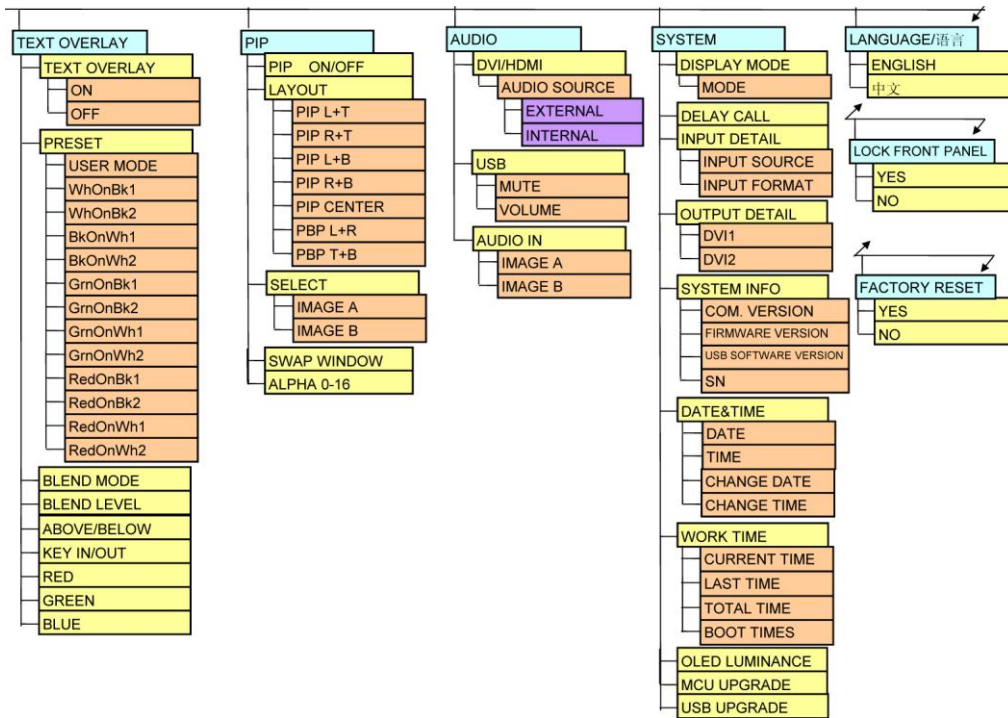 TEXT OVERLAY
TEXT OVERLAY
ON
OFF
PRESET
USER MODE
WhOnBk1
WhOnBk2
BkOnWh1
BkOnWh2
GrnOnBk1
GrnOnBk2
GrnOnWh1
GrnOnWh2
RedOnBk1
RedOnBk2
RedOnWh1
RedOnWh2
BLEND MODE
BLEND LEVEL
ABOVE/BELOW
KEY IN/OUT
RED
GREEN
BLUE
PIP
PIP ON/OFF
LAYOUT
PIP L+T
PIP R+T
PIP L+B
PIP R+B
PIP CENTER
PBP L+R
PBP T+B
SELECT
IMAGE A
IMAGE B
SWAP WINDOW
ALPHA 0-16
AUDIO
DVI/HDMI
AUDIO SOURCE
EXTERNAL
INTERNAL
USB
MUTE
VOLUME
AUDIO IN
IMAGE A
IMAGE B
SYSTEM
DISPLAY MODE
MODE
DELAY CALL
INPUT DETAIL
INPUT SOURCE
INPUT FORMAT
OUTPUT DETAIL
DVI1
DVI2
SYSTEM INFO
COM. VERSION
FIRMWARE VERSION
USB SOFTWARE VERSION
SN
DATE&TIME
DATE
TIME
CHANGE DATE
CHANGE TIME
WORK TIME
CURRENT TIME
LAST TIME
TOTAL TIME
BOOT TIMES
OLED LUMINANCE
MCU UPGRADE
USB UPGRADE
LANGUAGE/语言
ENGLISH
中文
LOCK FRONT PANEL
YES
NO
FACTORY RESET
YES
NO